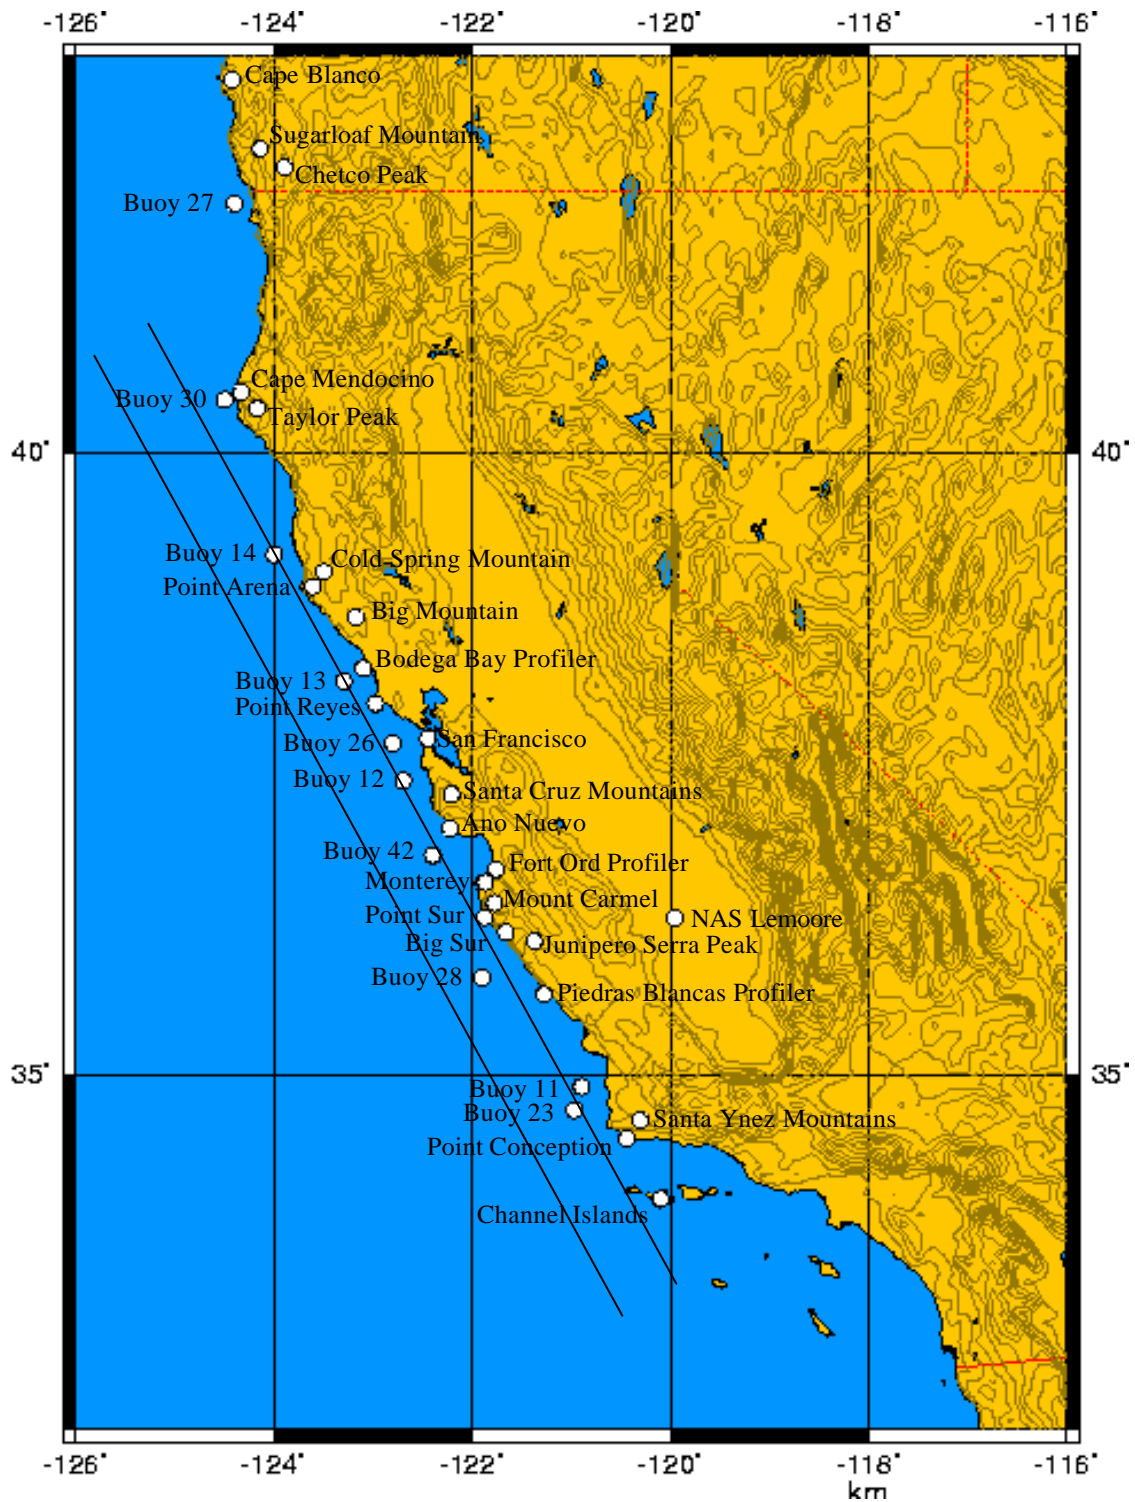 -126° -124° -122° -120° -118° -116°
Cape Blanco
Sugarloaf Mountain
Chetco Peak
Buoy 27
Cape Mendocino
Buoy 30
Taylor Peak
40° 40°
Buoy 14
Cold Spring Mountain
Point Arena
Big Mountain
Bodega Bay Profiler
Buoy 13
Point Reyes
San Francisco
Buoy 26
Buoy 12
Santa Cruz Mountains
Ano Nuevo
Buoy 42
Fort Ord Profiler
Monterey
Mount Carmel
Point Sur
NAS Lemoore
Big Sur
Junipero Serra Peak
Buoy 28
Piedras Blancas Profiler
35° 35°
Buoy 11
Buoy 23
Santa Ynez Mountains
Point Conception
Channel Islands
-126° -124° -122° -120° -118° -116°
km